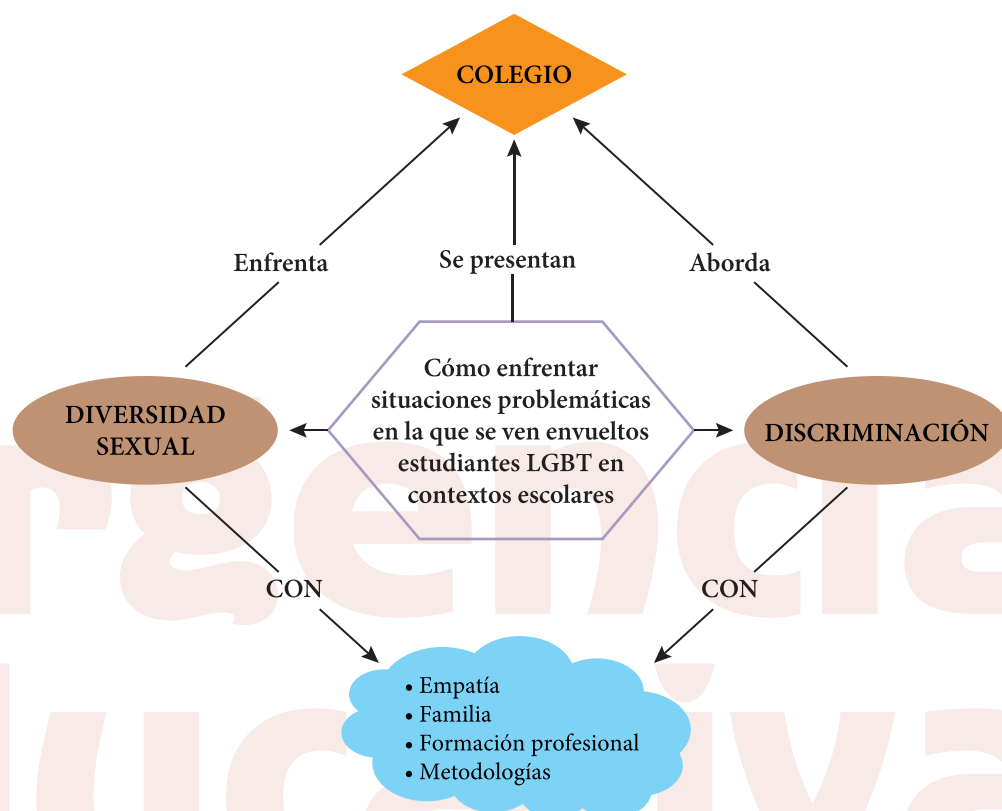 COLEGIO
Enfrenta
Se presentan
Aborda
Cómo enfrentar
situaciones problemáticas
en la que se ven envueltos
estudiantes LGBT en
contextos escolares
DIVERSIDAD
SEXUAL
DISCRIMINACIÓN
CON
CON
• Empatía
• Familia
• Formación profesional
• Metodologías